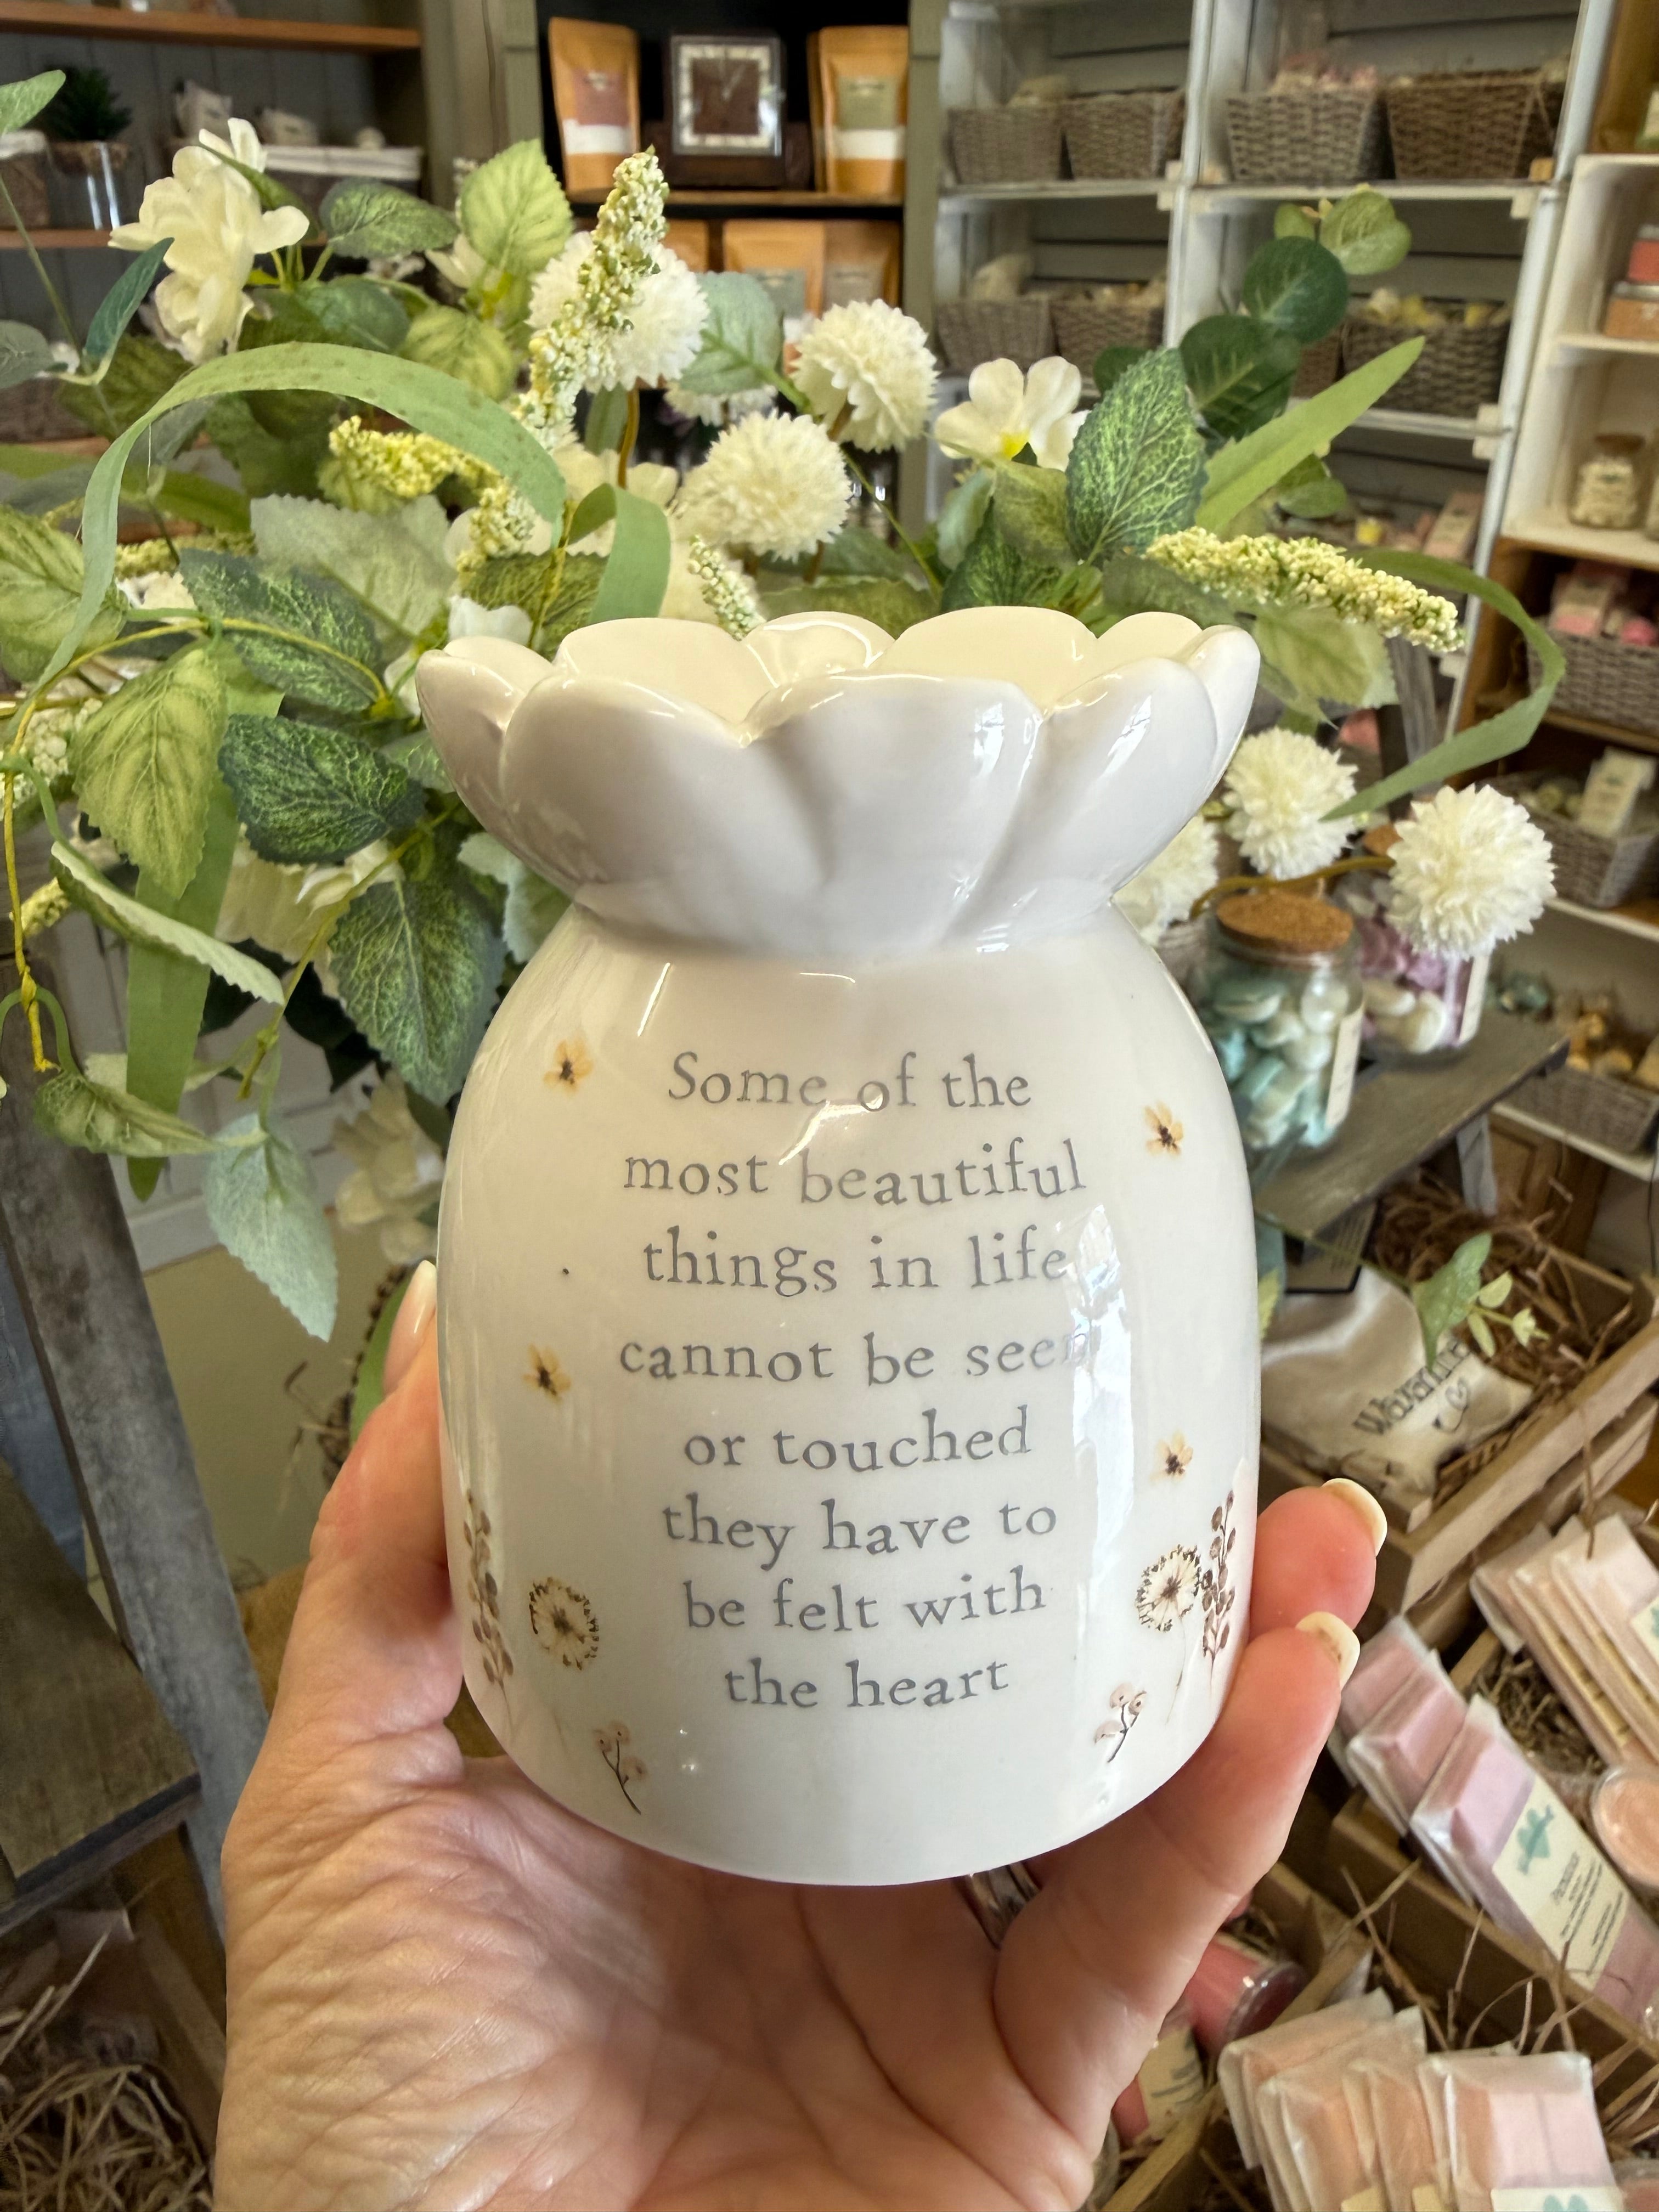 Some of the
most beautiful
things in life
cannot be seen
or touched
they have to
be felt with
the heart